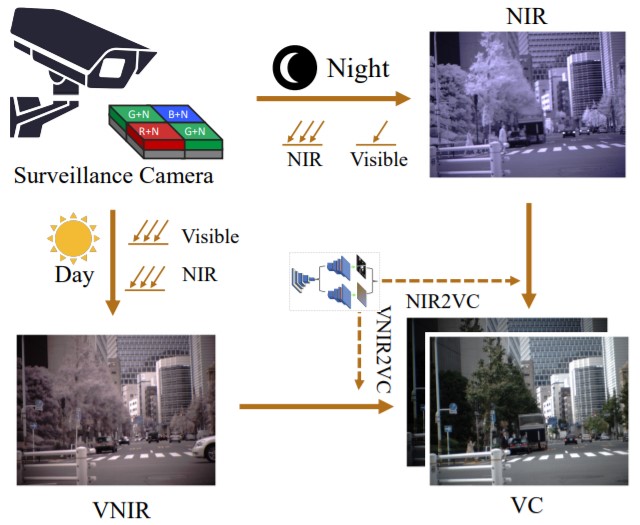 NIR
Night
G+N
B+N
R+N
G+N
NIR
Visible
Surveillance Camera
Visible
Day
NIR
NIR2VC
VNIR2VC
VNIR
VC